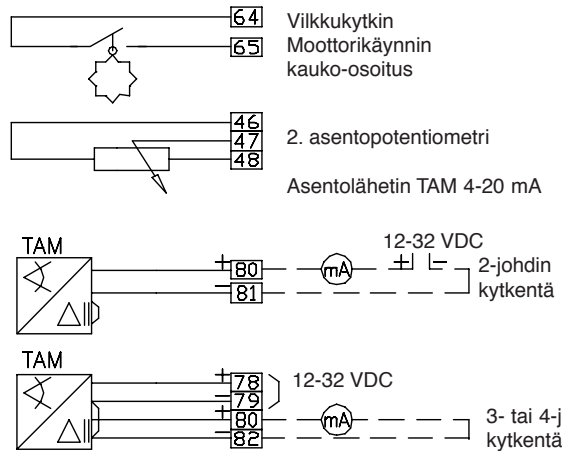 64 Vilkkukytkin
65 Moottorikäynnin
kauko-osoitus
46
47 2. asentopotentiometri
48
Asentolähetin TAM 4-20 mA
TAM
12-32 VDC
+ 80 mA + − 2-johdin
− 81 kytkentä
TAM
+ 78 12-32 VDC
− 79
+ 80 mA 3- tai 4-j
− 82 kytkentä